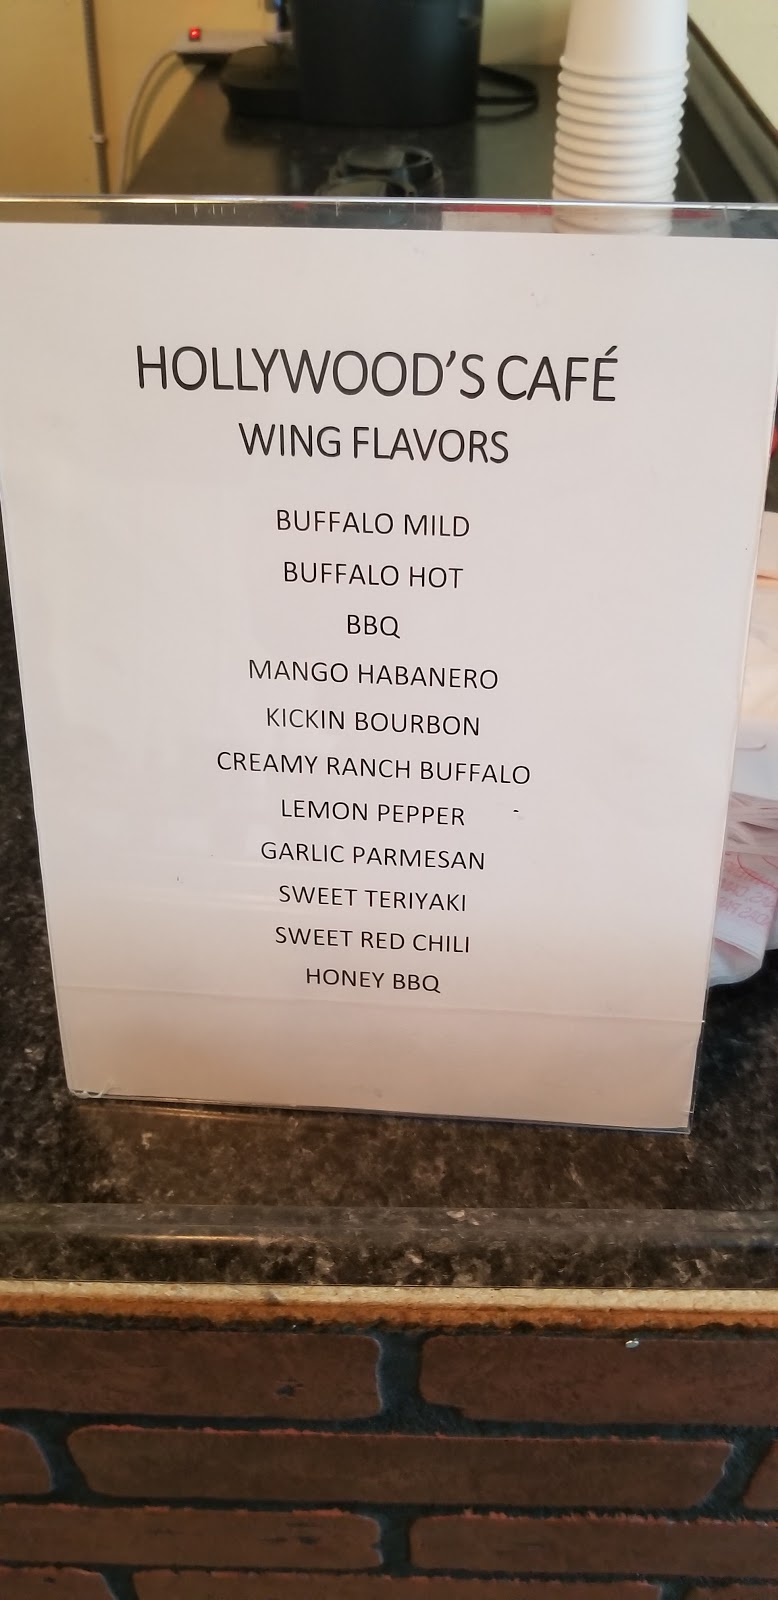 HOLLYWOOD'S CAFÉ
WING FLAVORS
BUFFALO MILD
BUFFALO HOT
BBQ
MANGO HABANERO
KICKIN BOURBON
CREAMY RANCH BUFFALO
LEMON PEPPER
GARLIC PARMESAN
SWEET TERIYAKI
SWEET RED CHILI
HONEY BBQ